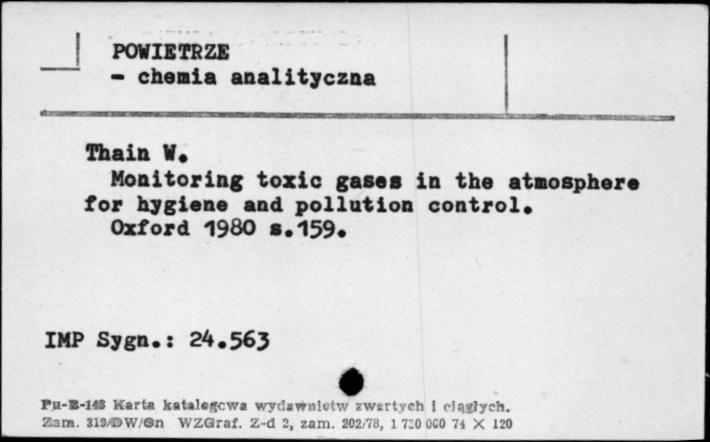 POWIETRZE
- chemia analityczna
Thain W.
Monitoring toxic gases in the atmosphere
for hygiene and pollution control.
Oxford 1980 s.159.
IMP Sygn.: 24.563
Pu-E-148 Karta katalogowa wydawnictw zwartych i ciągłych.
Zam. 319/DW/Gn WZGraf. Z-d 2, zam. 202/78, 1 730 000 74 X 120